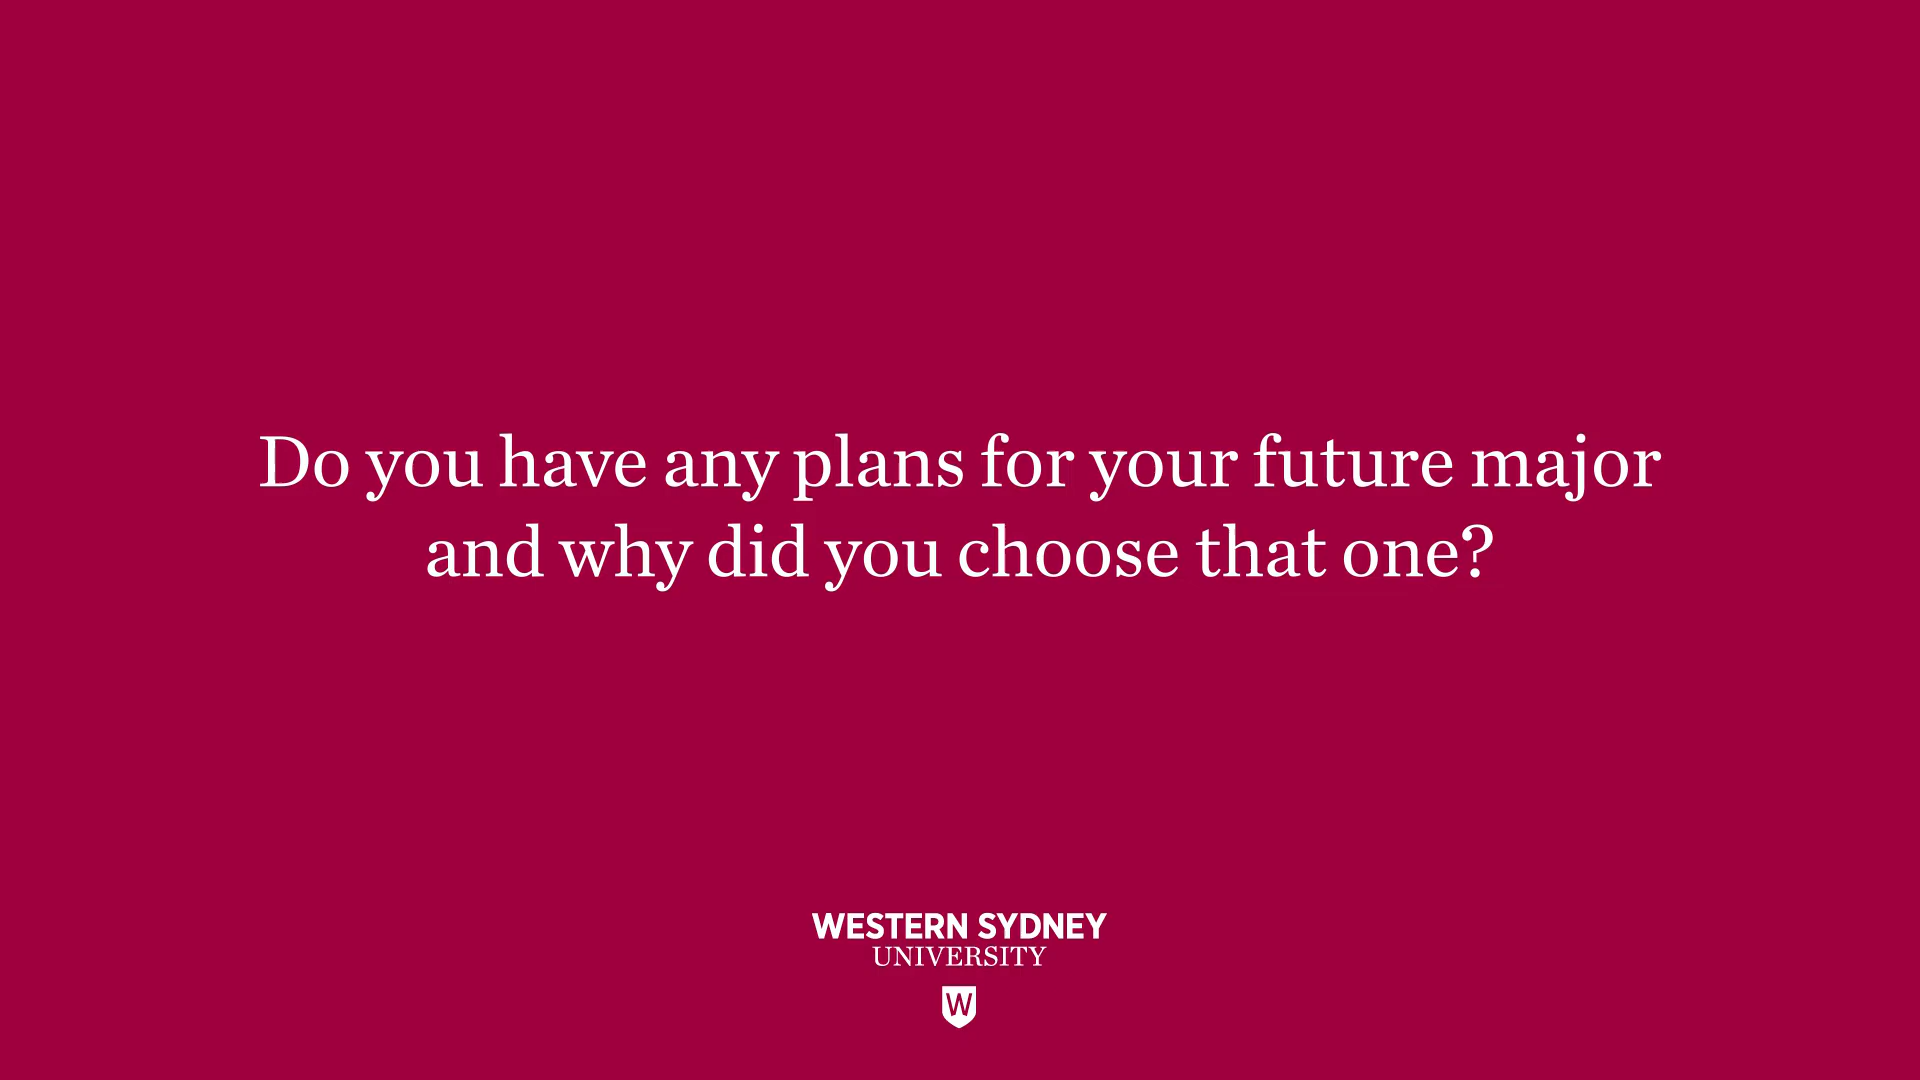 Do you have any plans for your future major
and why did you choose that one?
WESTERN SYDNEY
UNIVERSITY
W